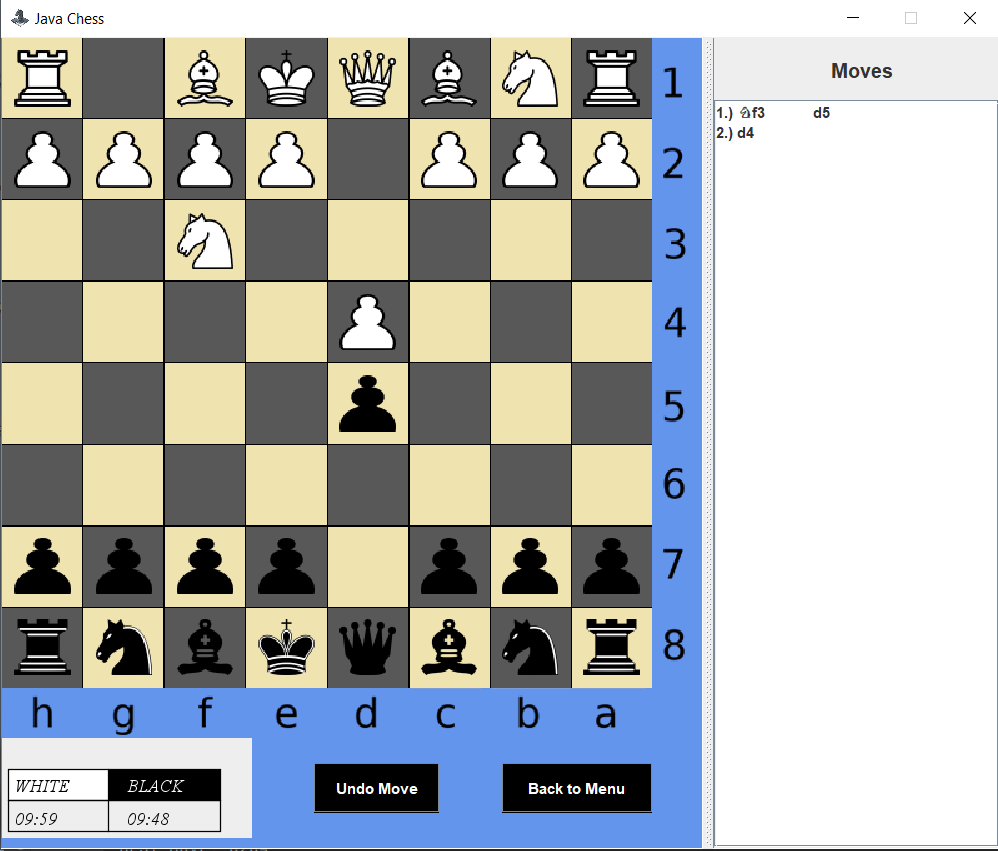 Java Chess
1
2
3
4
5
6
7
8
h g f e d c b a
Moves
1.) ♘f3 d5
2.) d4
WHITE BLACK
09:59 09:48
Undo Move
Back to Menu